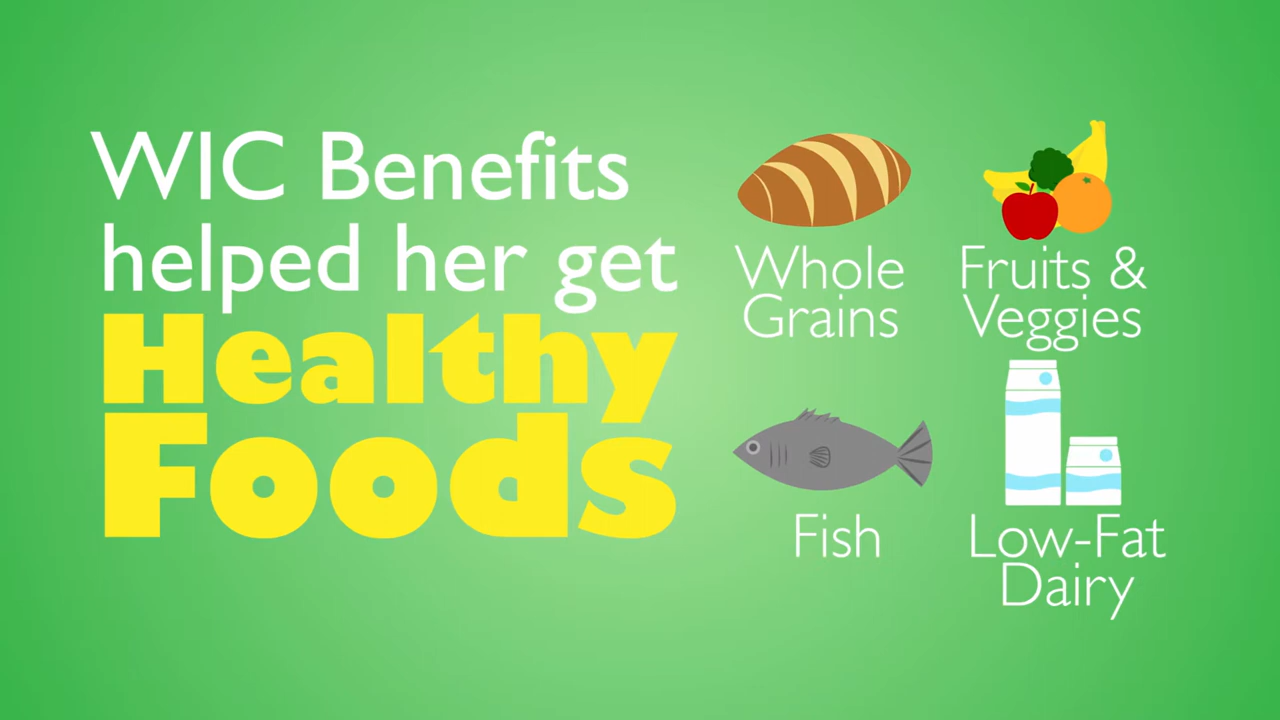 WIC Benefits
helped her get
Healthy
Foods
Whole
Grains
Fruits &
Veggies
Fish
Low-Fat
Dairy